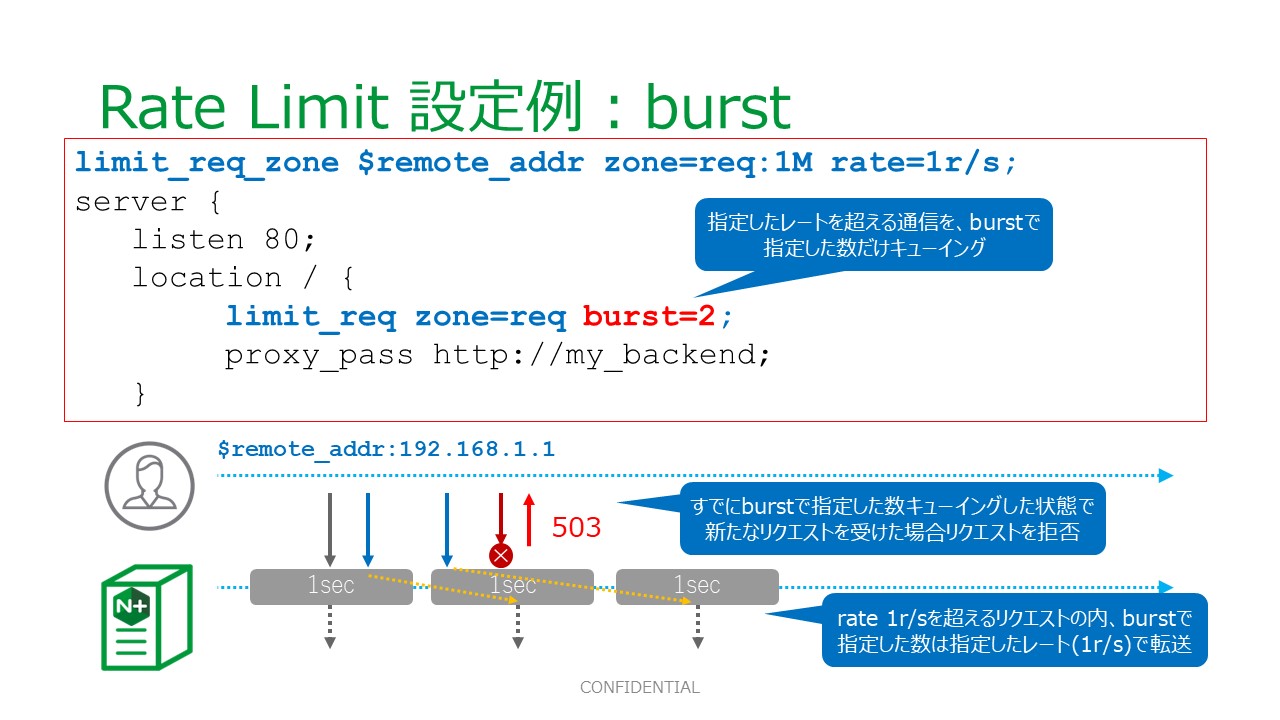 Rate Limit 設定例：burst
limit_req_zone $remote_addr zone=req:1M rate=1r/s;
server {
listen 80;
location / {
limit_req zone=req burst=2;
proxy_pass http://my_backend;
}
指定したレートを超える通信を、burstで
指定した数だけキューイング
$remote_addr:192.168.1.1
503
すでにburstで指定した数キューイングした状態で
新たなリクエストを受けた場合リクエストを拒否
N+
1sec
1sec
1sec
rate 1r/sを超えるリクエストの内、burstで
指定した数は指定したレート(1r/s)で転送
CONFIDENTIAL